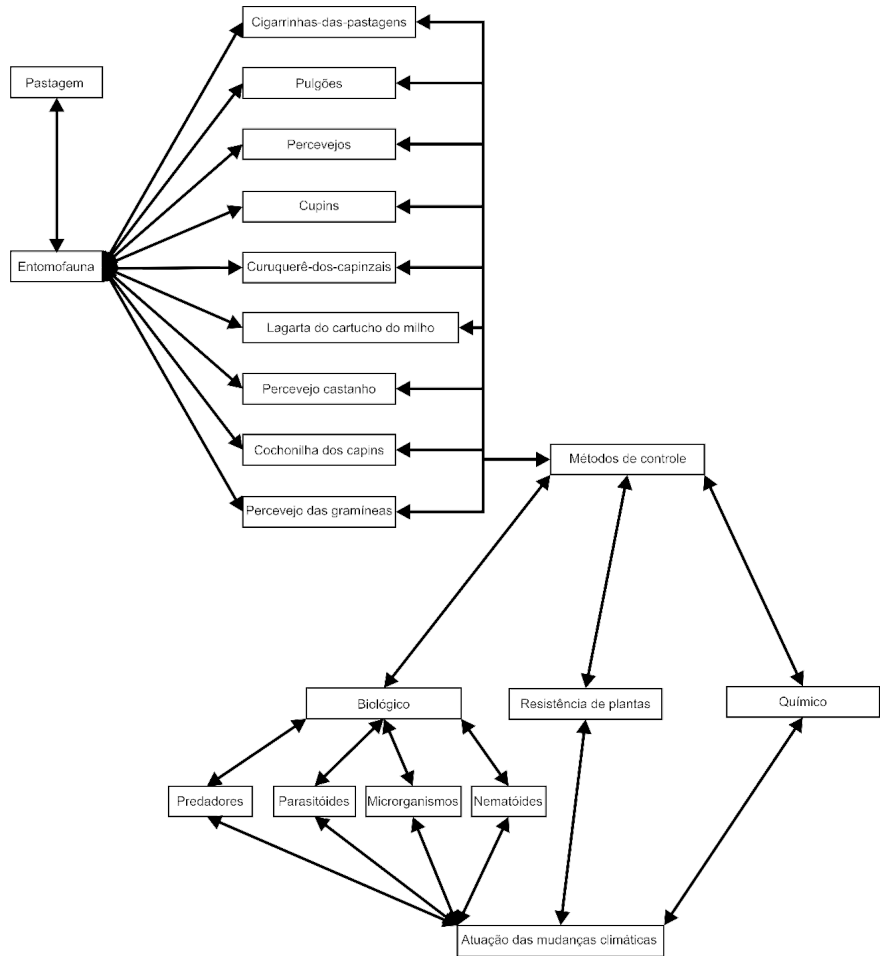 Cigarrinhas-das-pastagens
Pastagem
Pulgões
Percevejos
Cupins
Entomofauna
Curuquerê-dos-capinzais
Lagarta do cartucho do milho
Percevejo castanho
Cochonilha dos capins
Métodos de controle
Percevejo das gramíneas
Biológico
Resistência de plantas
Químico
Predadores
Parasitóides
Microrganismos
Nematóides
Atuação das mudanças climáticas